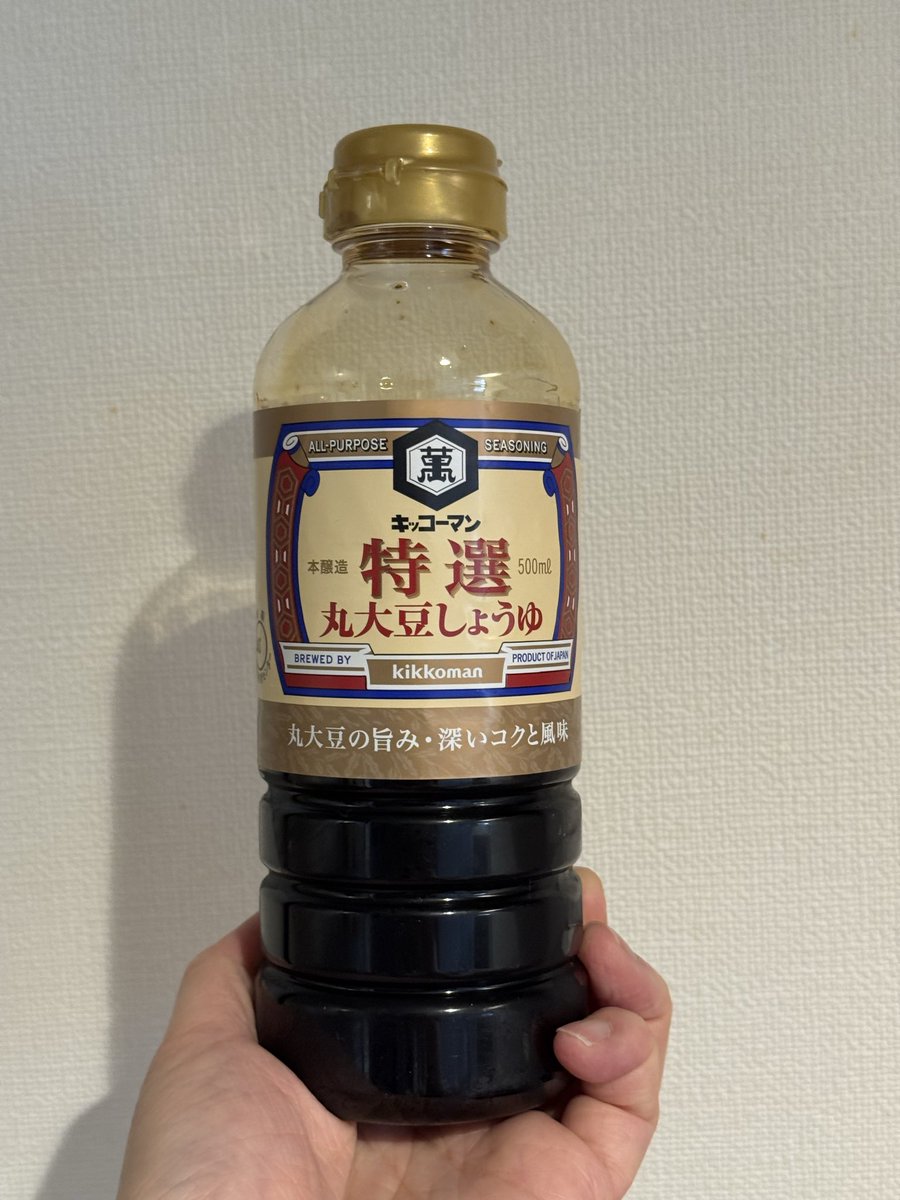 ALL-PURPOSE SEASONING
萬
キッコーマン
本醸造 特選 500ml
丸大豆しょうゆ
BREWED BY kikkoman PRODUCT OF JAPAN
丸大豆の旨み・深いコクと風味